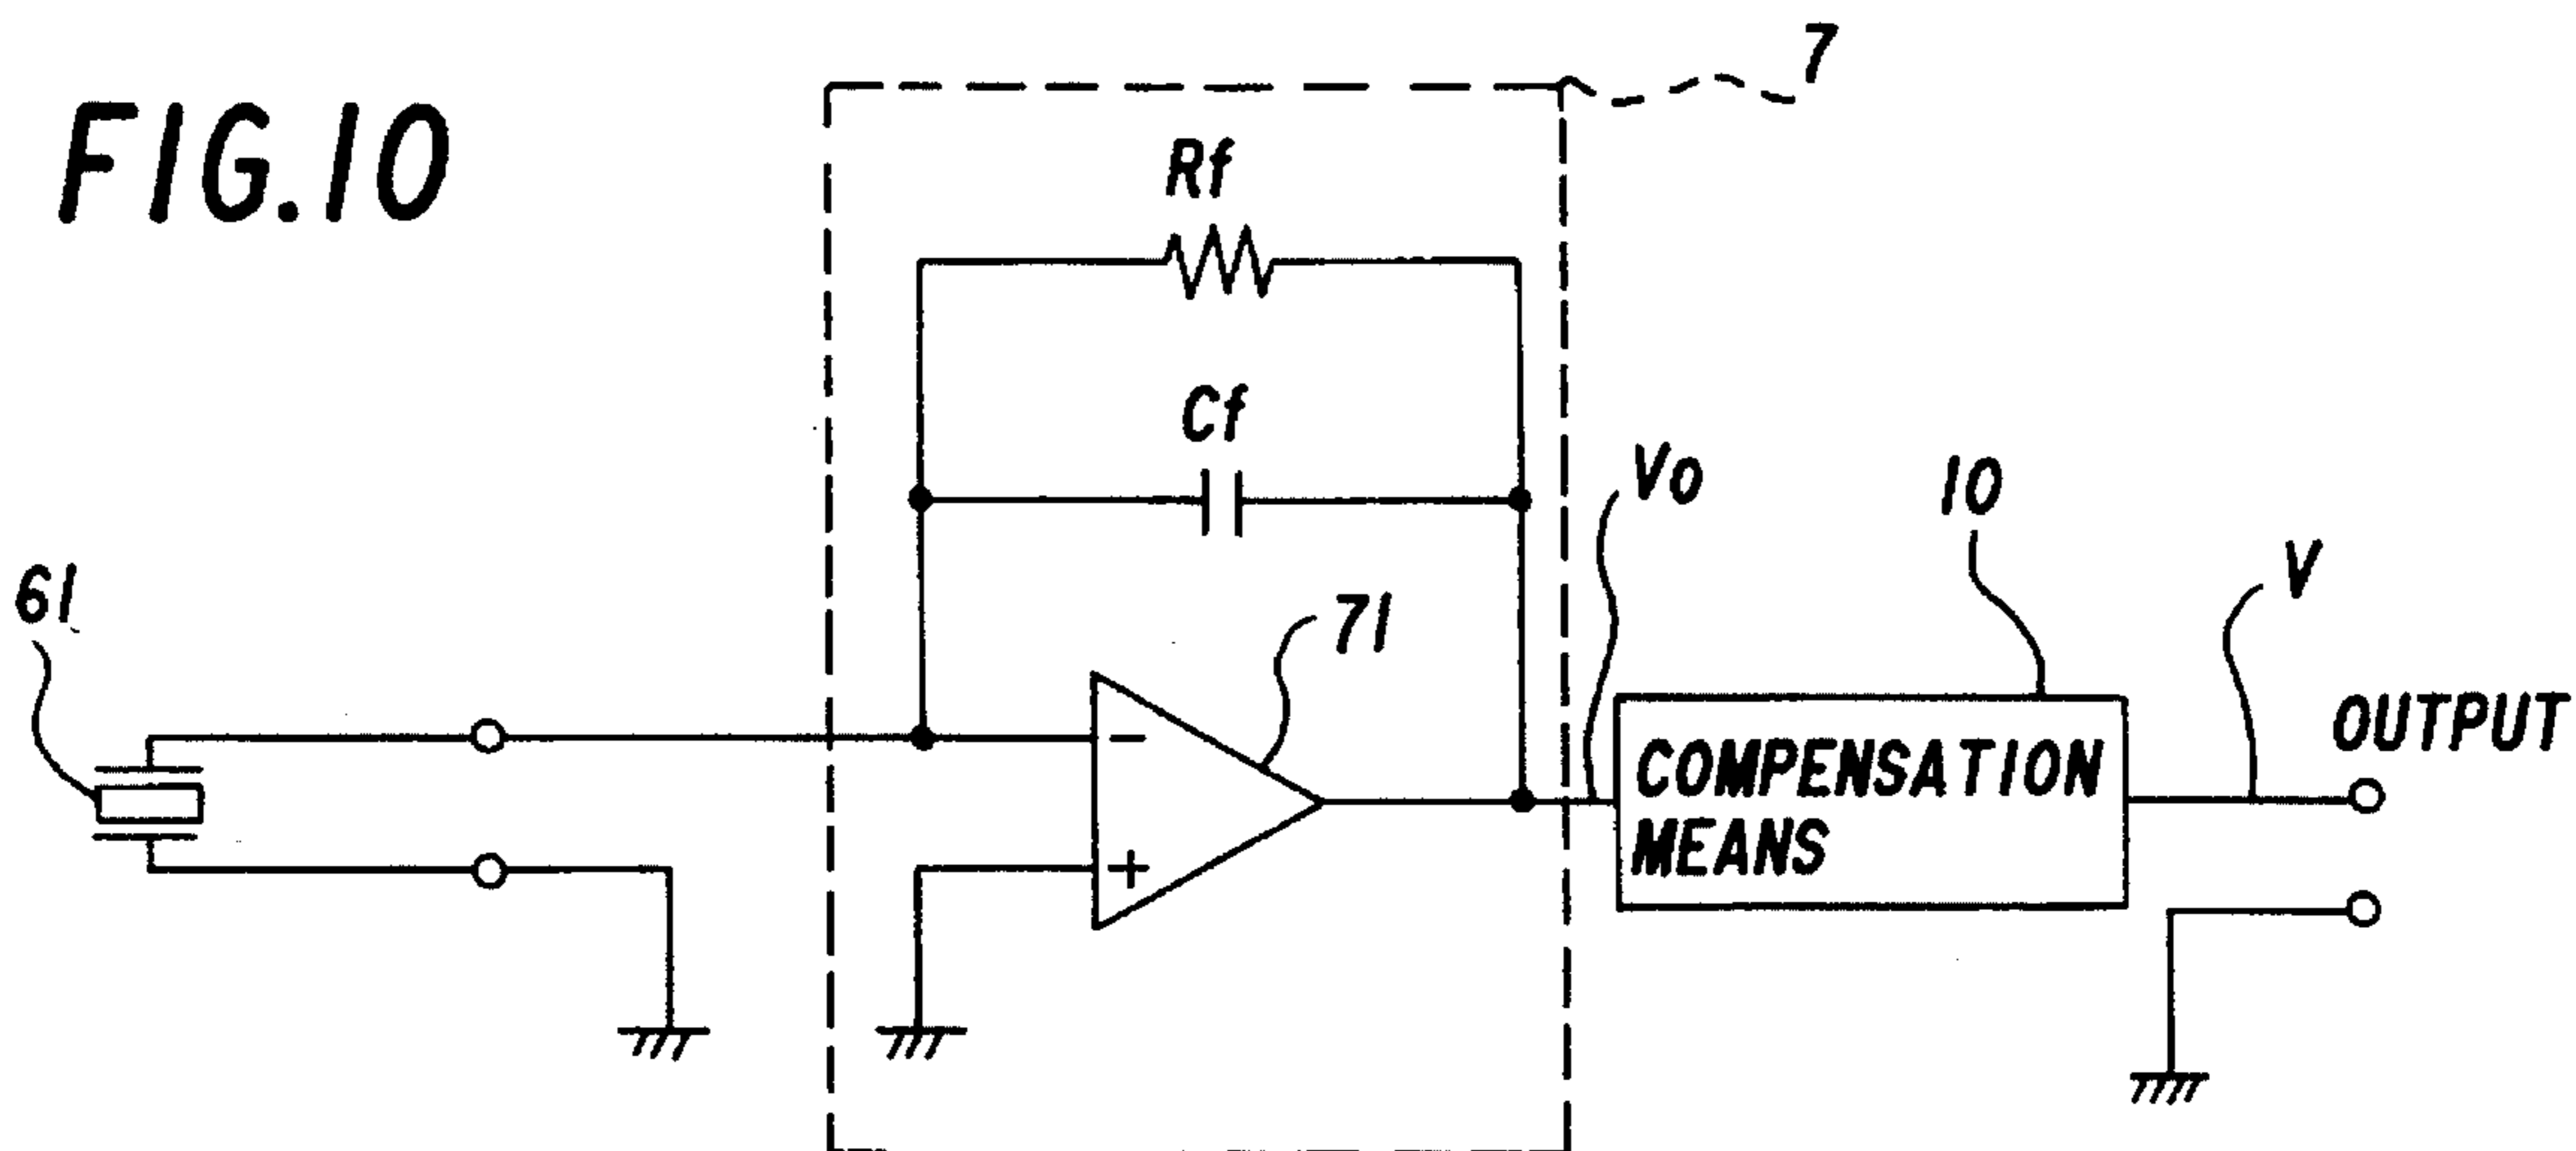 FIG.10
7
Rf
Cf
Vo
10
V
61
71
-
+
COMPENSATION
MEANS
OUTPUT